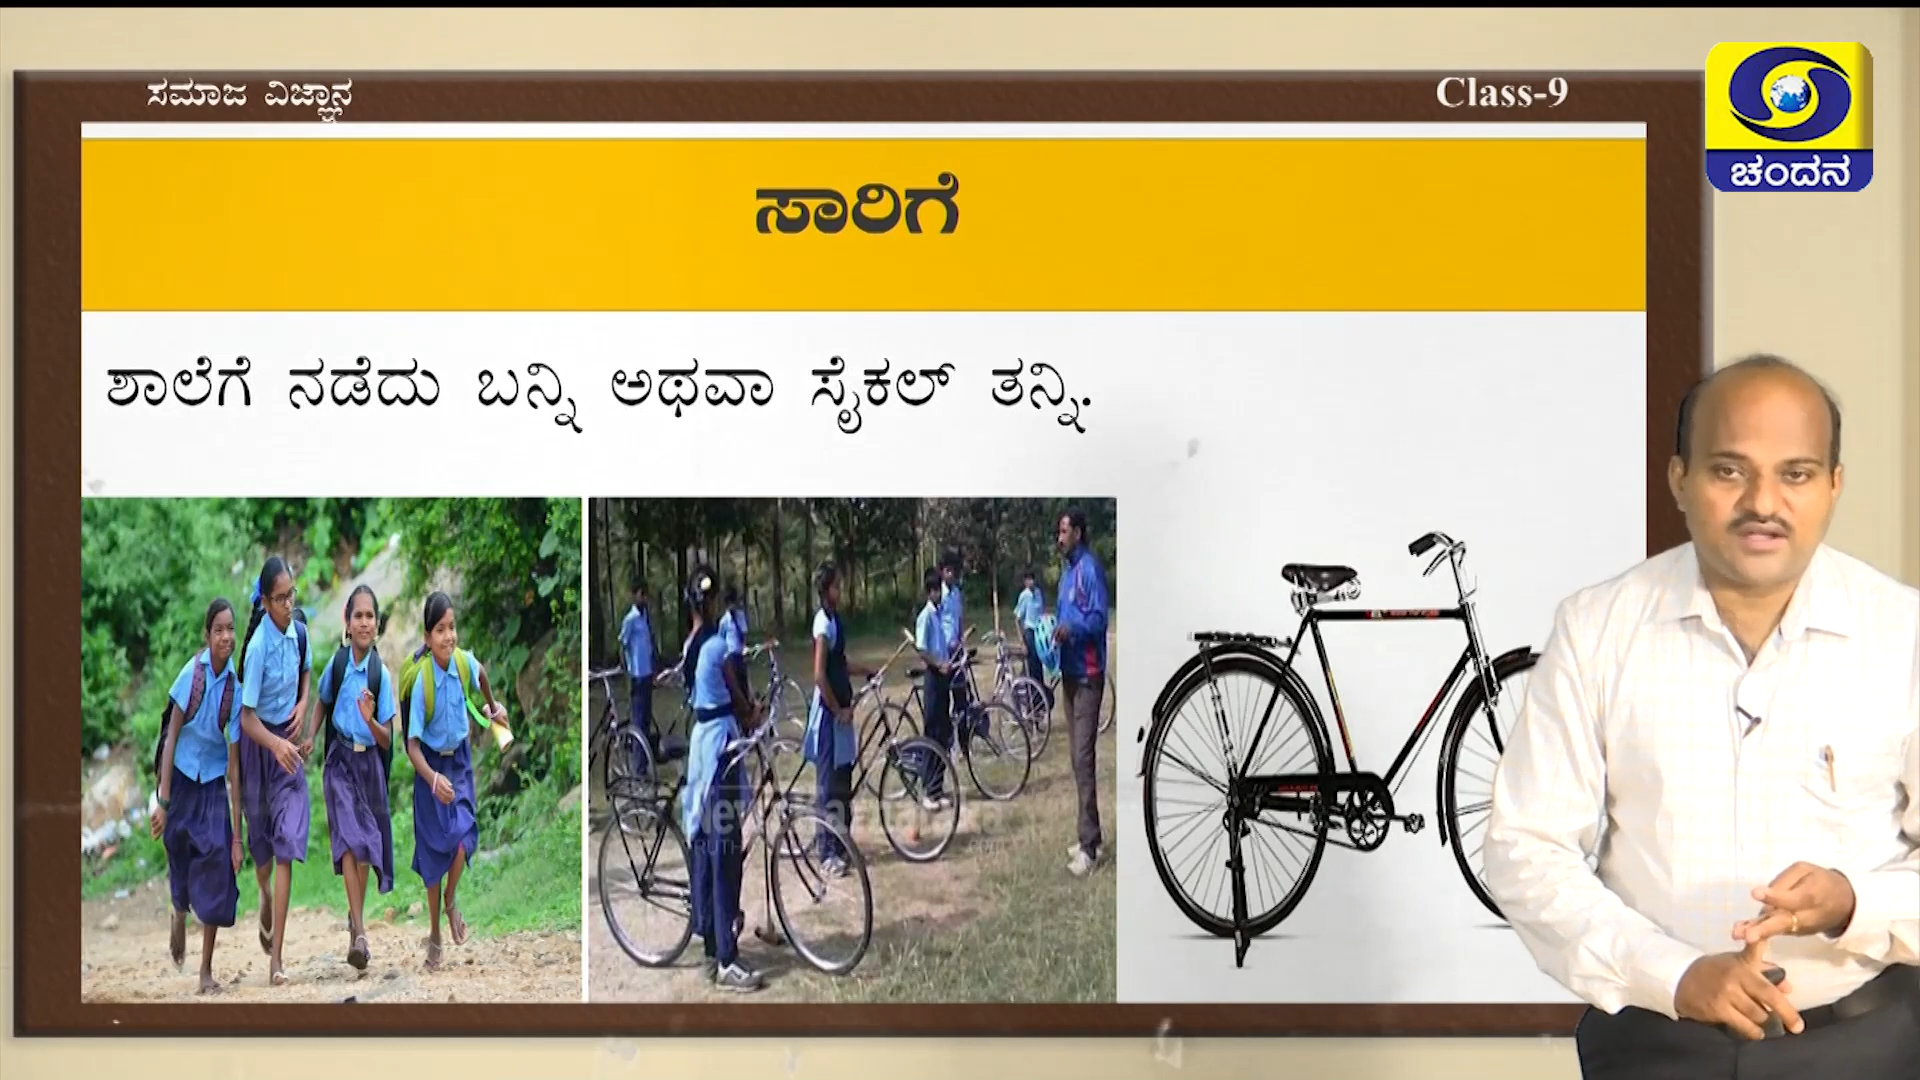 ಸಮಾಜ ವಿಜ್ಞಾನ
Class-9
ಚಂದನ
ಸಾರಿಗೆ
ಶಾಲೆಗೆ ನಡೆದು ಬನ್ನಿ ಅಥವಾ ಸೈಕಲ್ ತನ್ನಿ.